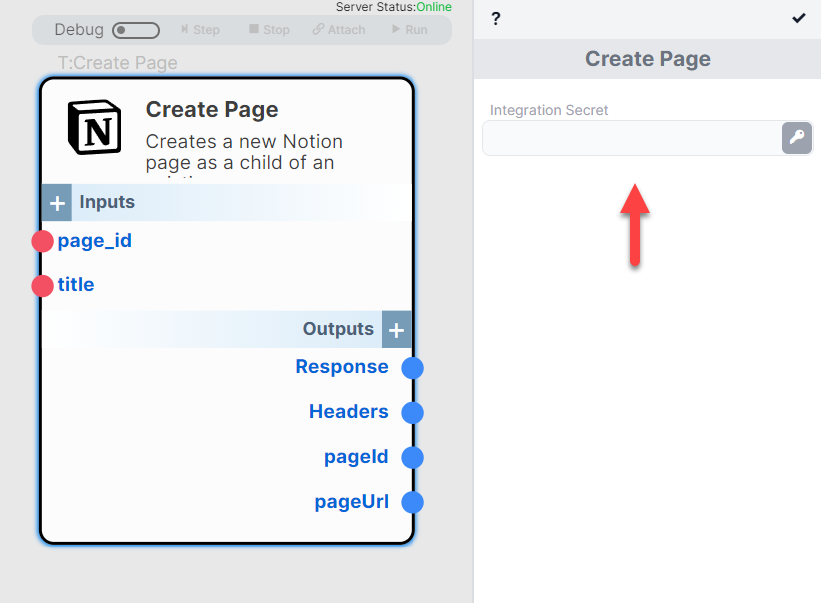 Server Status:Online
Debug Step Stop Attach Run
T:Create Page
N
Create Page
Creates a new Notion
page as a child of an
+ Inputs
page_id
title
Outputs +
Response
Headers
pageId
pageUrl
?
Create Page
Integration Secret